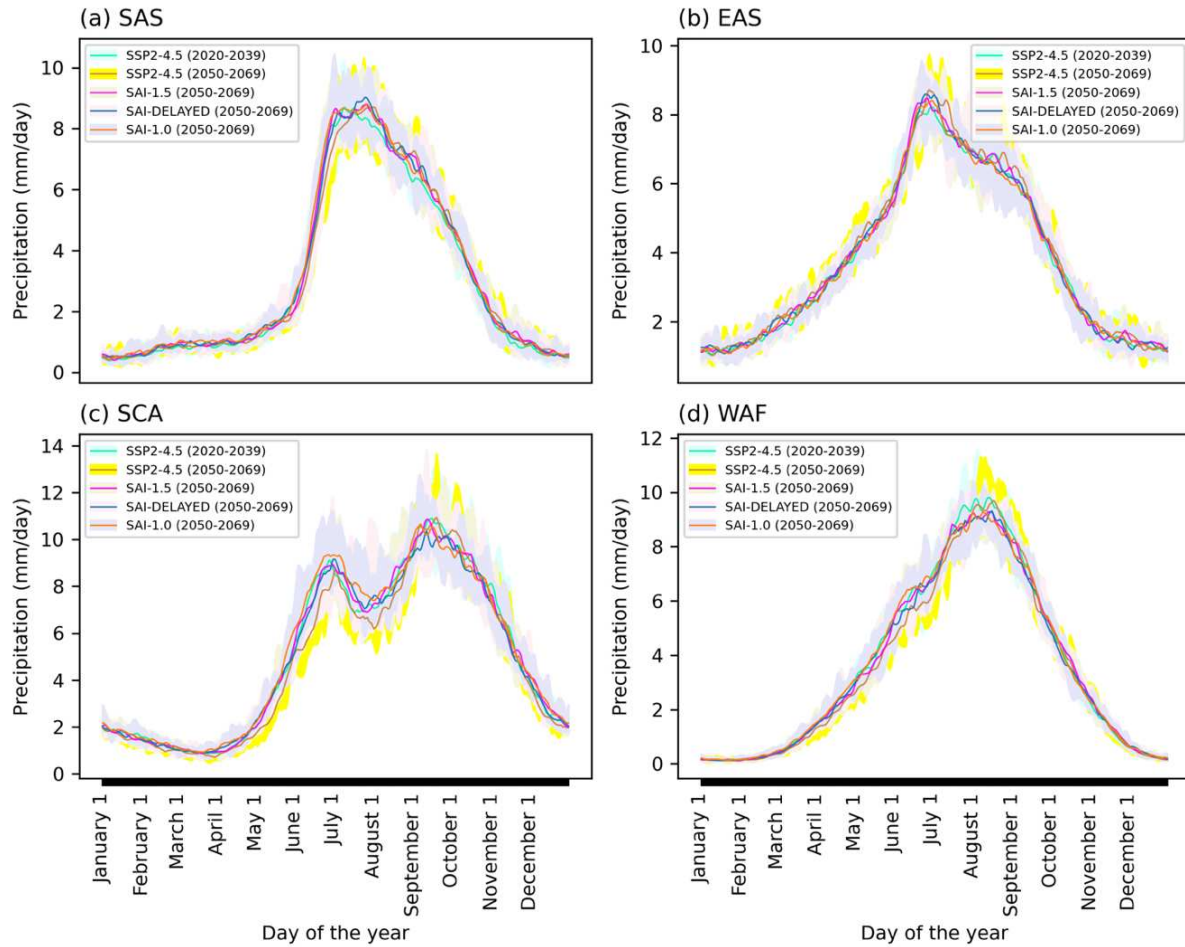 (a) SAS
Precipitation (mm/day)
10
8
6
4
2
0
SSP2-4.5 (2020-2039)
SSP2-4.5 (2050-2069)
SAI-1.5 (2050-2069)
SAI-DELAYED (2050-2069)
SAI-1.0 (2050-2069)
(b) EAS
Precipitation (mm/day)
10
8
6
4
2
SSP2-4.5 (2020-2039)
SSP2-4.5 (2050-2069)
SAI-1.5 (2050-2069)
SAI-DELAYED (2050-2069)
SAI-1.0 (2050-2069)
(c) SCA
Precipitation (mm/day)
14
12
10
8
6
4
2
0
SSP2-4.5 (2020-2039)
SSP2-4.5 (2050-2069)
SAI-1.5 (2050-2069)
SAI-DELAYED (2050-2069)
SAI-1.0 (2050-2069)
January 1
February 1
March 1
April 1
May 1
June 1
July 1
August 1
September 1
October 1
November 1
December 1
Day of the year
(d) WAF
Precipitation (mm/day)
12
10
8
6
4
2
0
SSP2-4.5 (2020-2039)
SSP2-4.5 (2050-2069)
SAI-1.5 (2050-2069)
SAI-DELAYED (2050-2069)
SAI-1.0 (2050-2069)
January 1
February 1
March 1
April 1
May 1
June 1
July 1
August 1
September 1
October 1
November 1
December 1
Day of the year